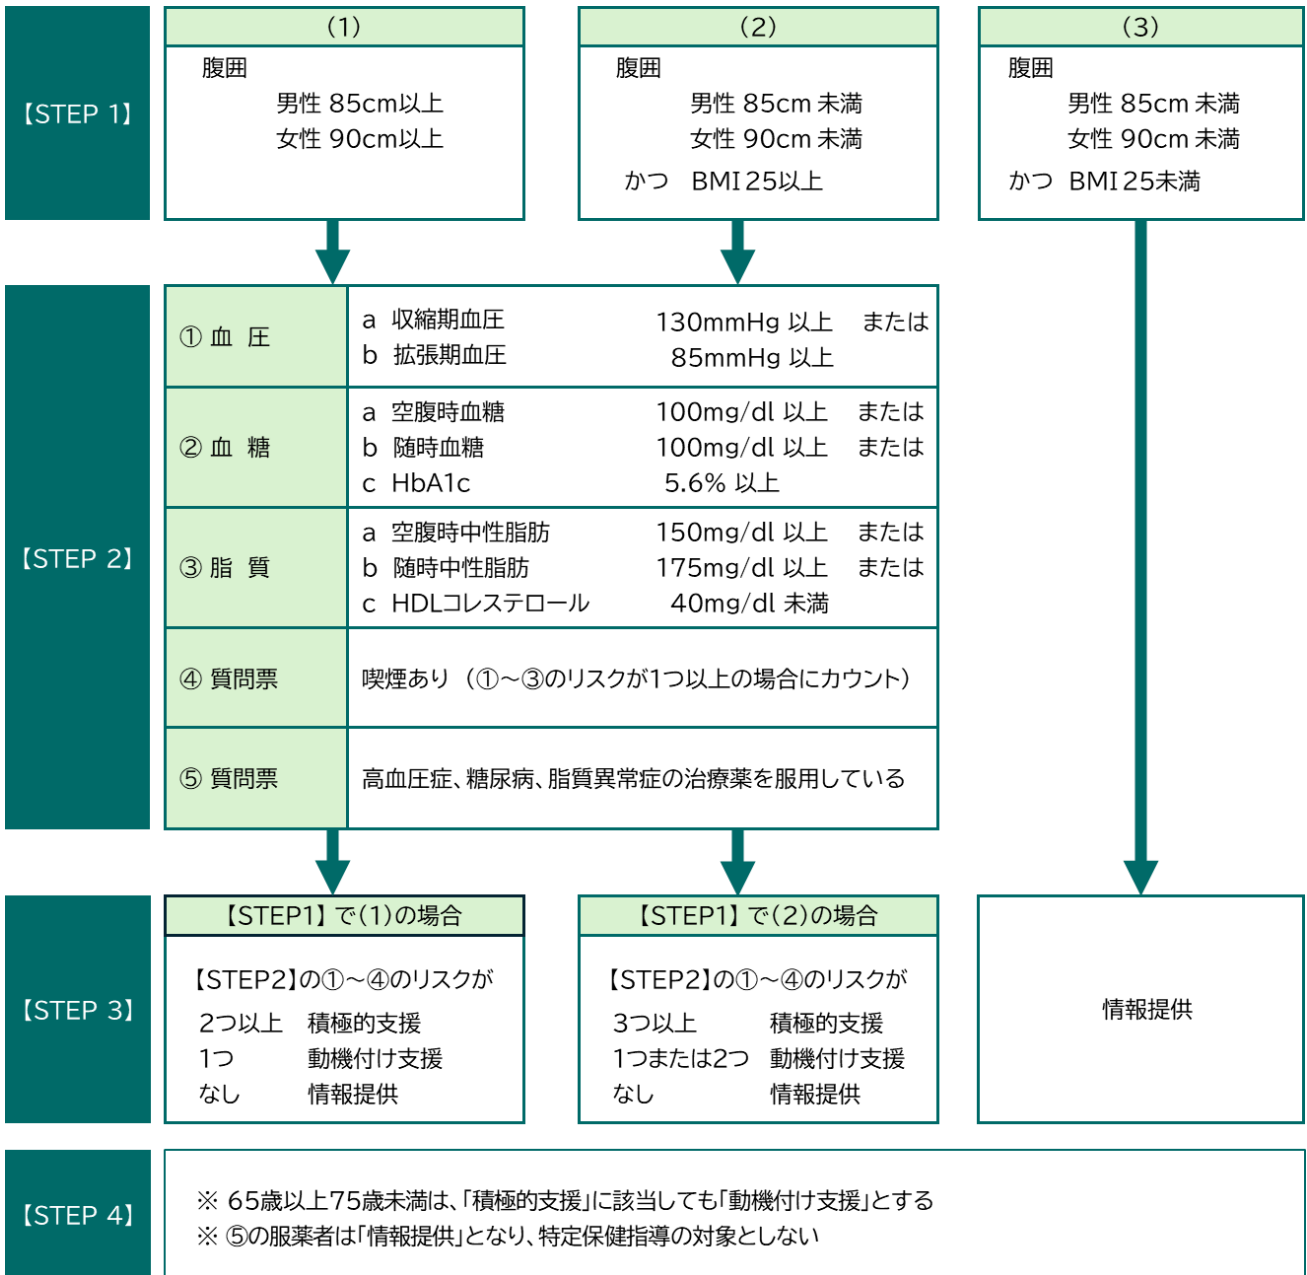 【STEP 1】
(1)
腹囲
男性 85cm以上
女性 90cm以上
(2)
腹囲
男性 85cm 未満
女性 90cm 未満
かつ BMI 25以上
(3)
腹囲
男性 85cm 未満
女性 90cm 未満
かつ BMI 25未満
【STEP 2】
① 血 圧
a 収縮期血圧 130mmHg 以上 または
b 拡張期血圧 85mmHg 以上
② 血 糖
a 空腹時血糖 100mg/dl 以上 または
b 随時血糖 100mg/dl 以上 または
c HbA1c 5.6% 以上
③ 脂 質
a 空腹時中性脂肪 150mg/dl 以上 または
b 随時中性脂肪 175mg/dl 以上 または
c HDLコレステロール 40mg/dl 未満
④ 質問票
喫煙あり (①～③のリスクが1つ以上の場合にカウント)
⑤ 質問票
高血圧症、糖尿病、脂質異常症の治療薬を服用している
【STEP 3】
【STEP1】で(1)の場合
【STEP2】の①～④のリスクが
2つ以上 積極的支援
1つ 動機付け支援
なし 情報提供
【STEP1】で(2)の場合
【STEP2】の①～④のリスクが
3つ以上 積極的支援
1つまたは2つ 動機付け支援
なし 情報提供
情報提供
【STEP 4】
※ 65歳以上75歳未満は、「積極的支援」に該当しても「動機付け支援」とする
※ ⑤の服薬者は「情報提供」となり、特定保健指導の対象としない